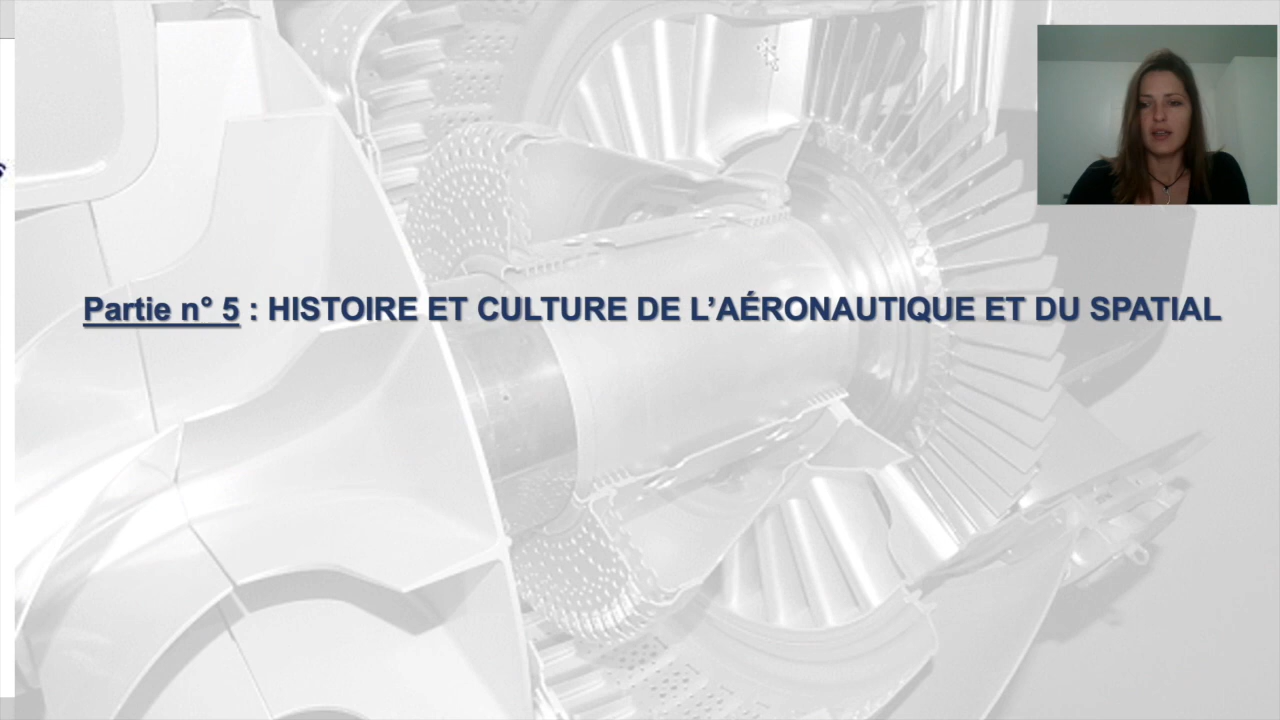 Partie n° 5 : HISTOIRE ET CULTURE DE L’AÉRONAUTIQUE ET DU SPATIAL